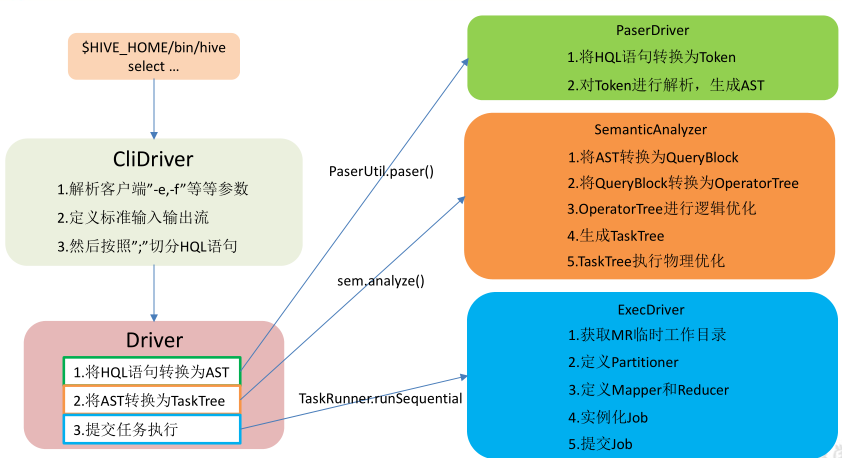 $HIVE_HOME/bin/hive
select ...
CliDriver
1.解析客户端”-e,-f”等等参数
2.定义标准输入输出流
3.然后按照”;”切分HQL语句
Driver
1.将HQL语句转换为AST
2.将AST转换为TaskTree
3.提交任务执行
PaserUtil.paser()
sem.analyze()
TaskRunner.runSequential
PaserDriver
1.将HQL语句转换为Token
2.对Token进行解析，生成AST
SemanticAnalyzer
1.将AST转换为QueryBlock
2.将QueryBlock转换为OperatorTree
3.OperatorTree进行逻辑优化
4.生成TaskTree
5.TaskTree执行物理优化
ExecDriver
1.获取MR临时工作目录
2.定义Partitioner
3.定义Mapper和Reducer
4.实例化Job
5.提交Job